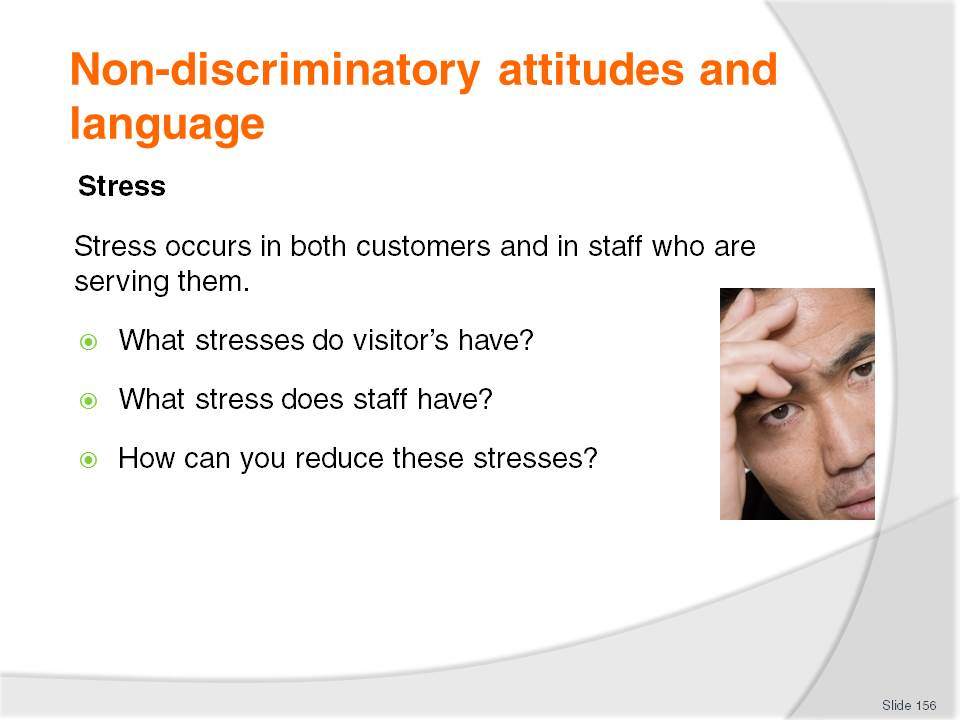 Non-discriminatory attitudes and
language
Stress
Stress occurs in both customers and in staff who are
serving them.
What stresses do visitor’s have?
What stress does staff have?
How can you reduce these stresses?
Slide 156